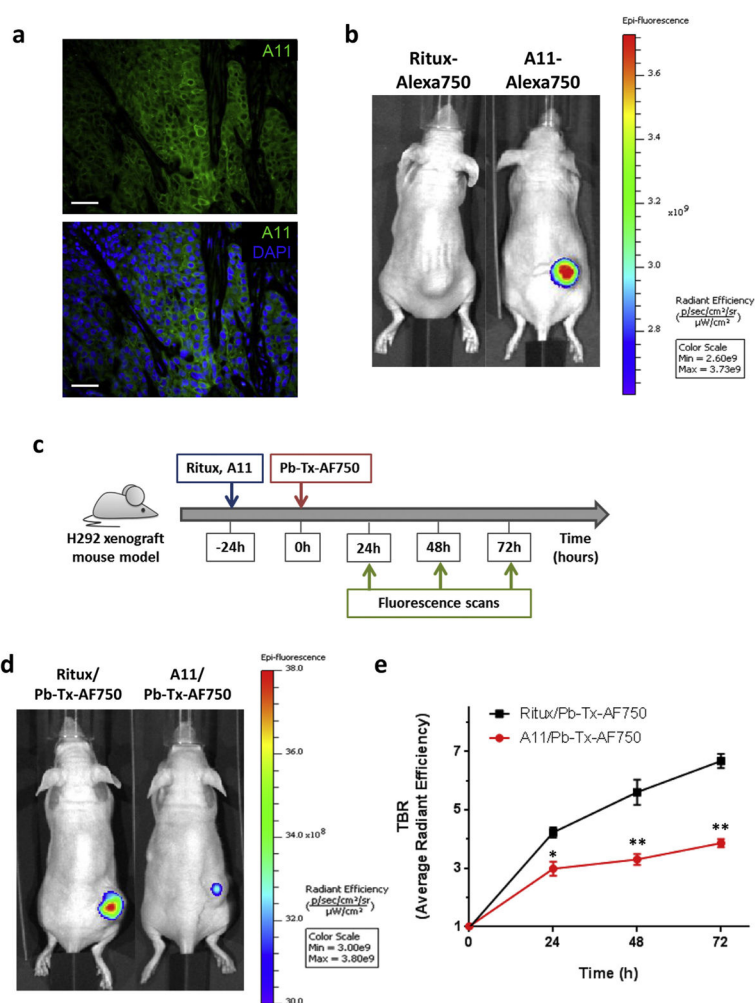 a
A11
A11
DAPI
b
Ritux-
Alexa750
A11-
Alexa750
Epi-fluorescence
3.6
3.4
3.2
x10⁹
3.0
2.8
Radiant Efficiency
(p/sec/cm²/sr / µW/cm²)
Color Scale
Min = 2.60e9
Max = 3.73e9
c
Ritux, A11
Pb-Tx-AF750
H292 xenograft
mouse model
-24h
0h
24h
48h
72h
Time
(hours)
Fluorescence scans
d
Ritux/
Pb-Tx-AF750
A11/
Pb-Tx-AF750
Epi-fluorescence
38.0
36.0
34.0 x10⁸
32.0
30.0
Radiant Efficiency
(p/sec/cm²/sr / µW/cm²)
Color Scale
Min = 3.00e9
Max = 3.80e9
e
Ritux/Pb-Tx-AF750
A11/Pb-Tx-AF750
TBR
(Average Radiant Efficiency)
7
5
3
1
*
**
**
0
24
48
72
Time (h)